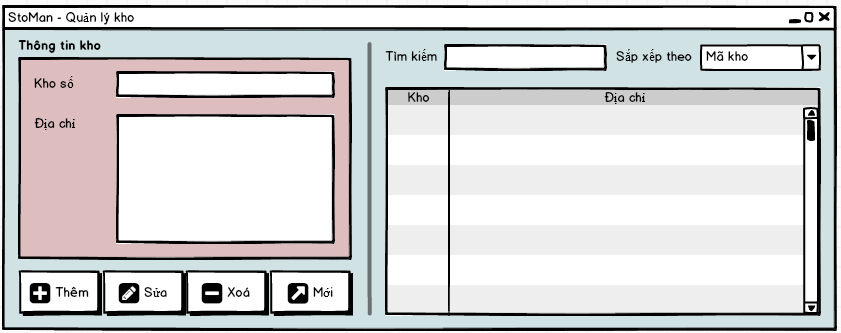 StoMan - Quản lý kho
Thông tin kho
Kho số
Địa chỉ
Thêm
Sửa
Xoá
Mới
Tìm kiếm
Sắp xếp theo
Mã kho
Kho
Địa chỉ